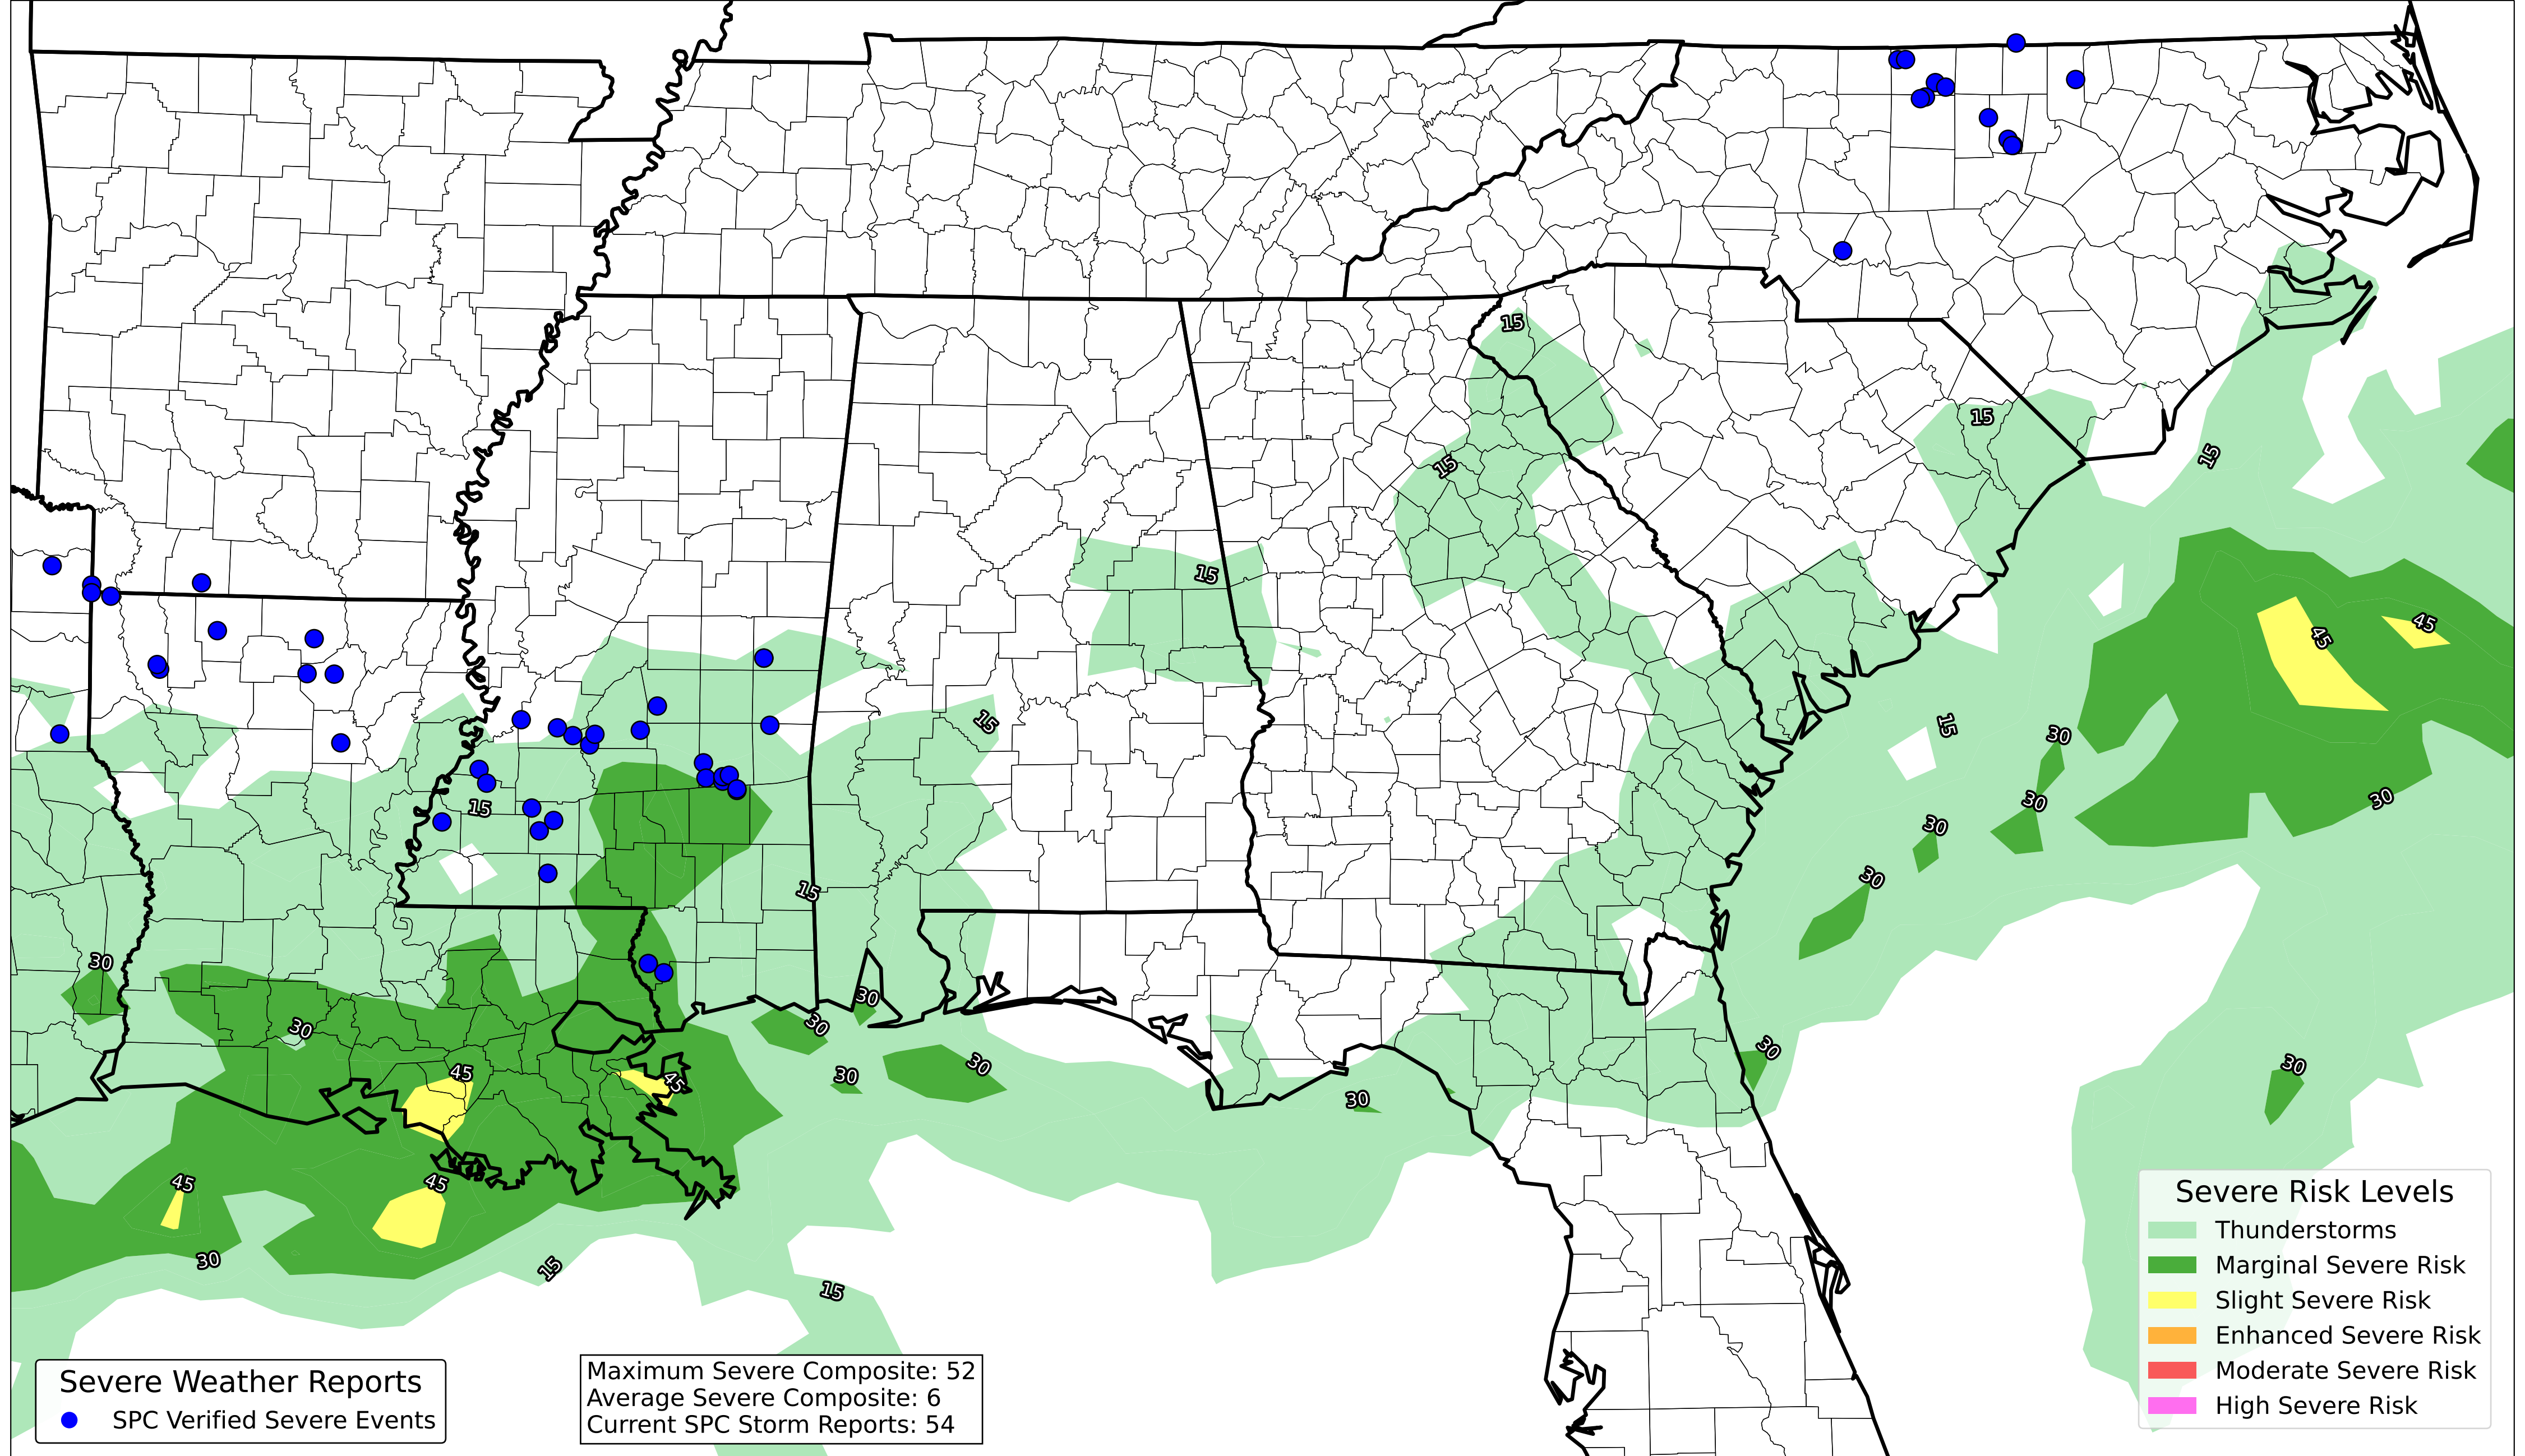 15
15
15
15
15
15
15
45
45
15
30
15
30
30
30
15
30
30
30
30
30
30
30
45
30
45
30
30
45
45
30
15
15
Severe Risk Levels
Thunderstorms
Marginal Severe Risk
Slight Severe Risk
Enhanced Severe Risk
Moderate Severe Risk
High Severe Risk
Severe Weather Reports
SPC Verified Severe Events
Maximum Severe Composite: 52
Average Severe Composite: 6
Current SPC Storm Reports: 54